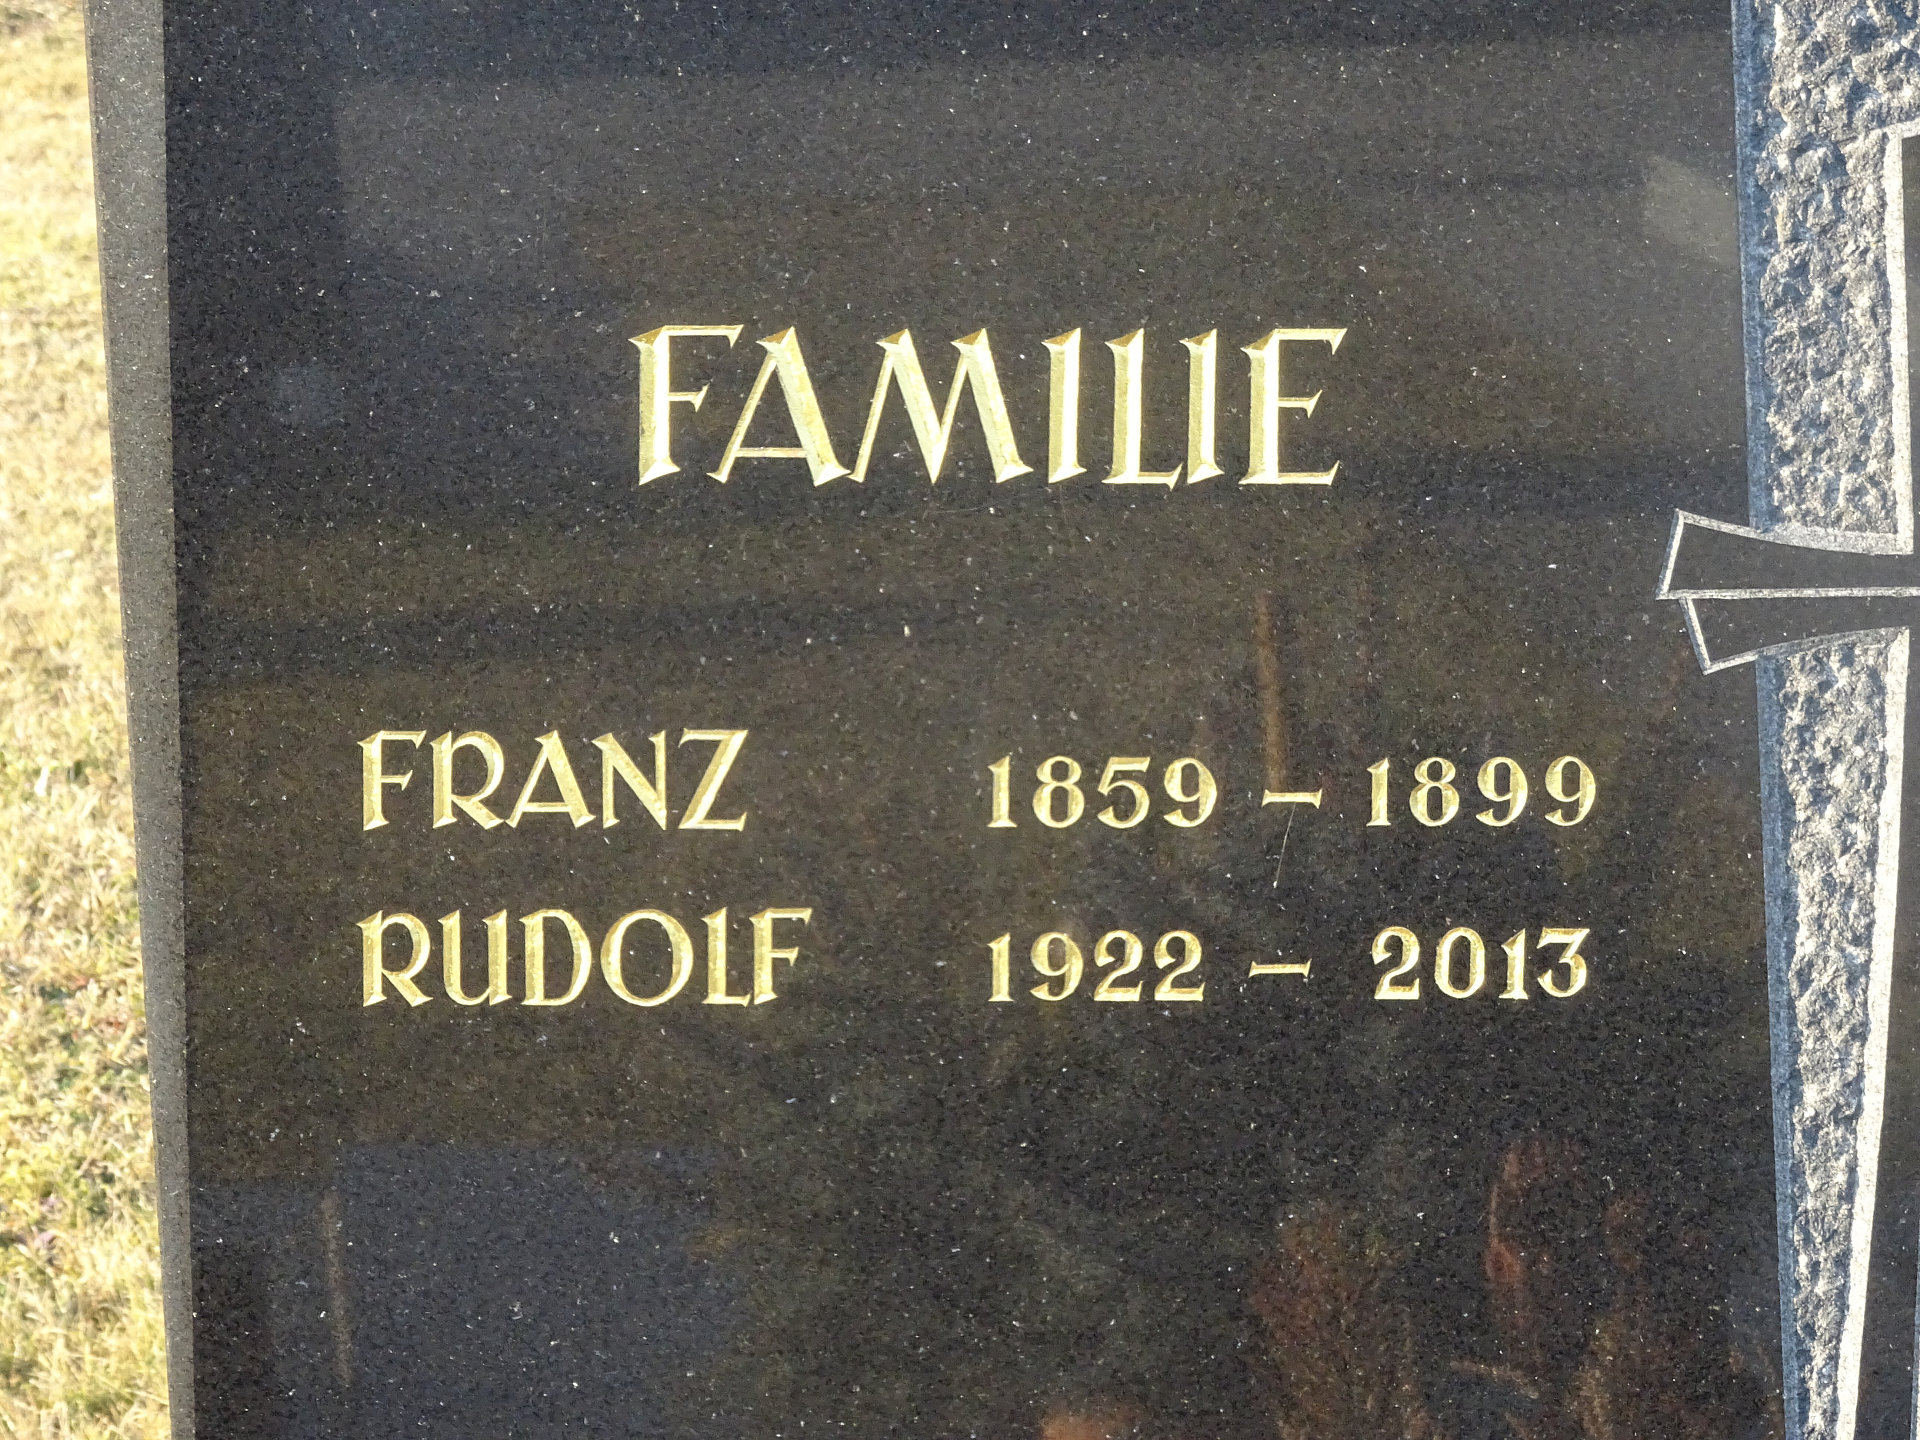 FAMILIE
FRANZ 1859 – 1899
RUDOLF 1922 – 2013